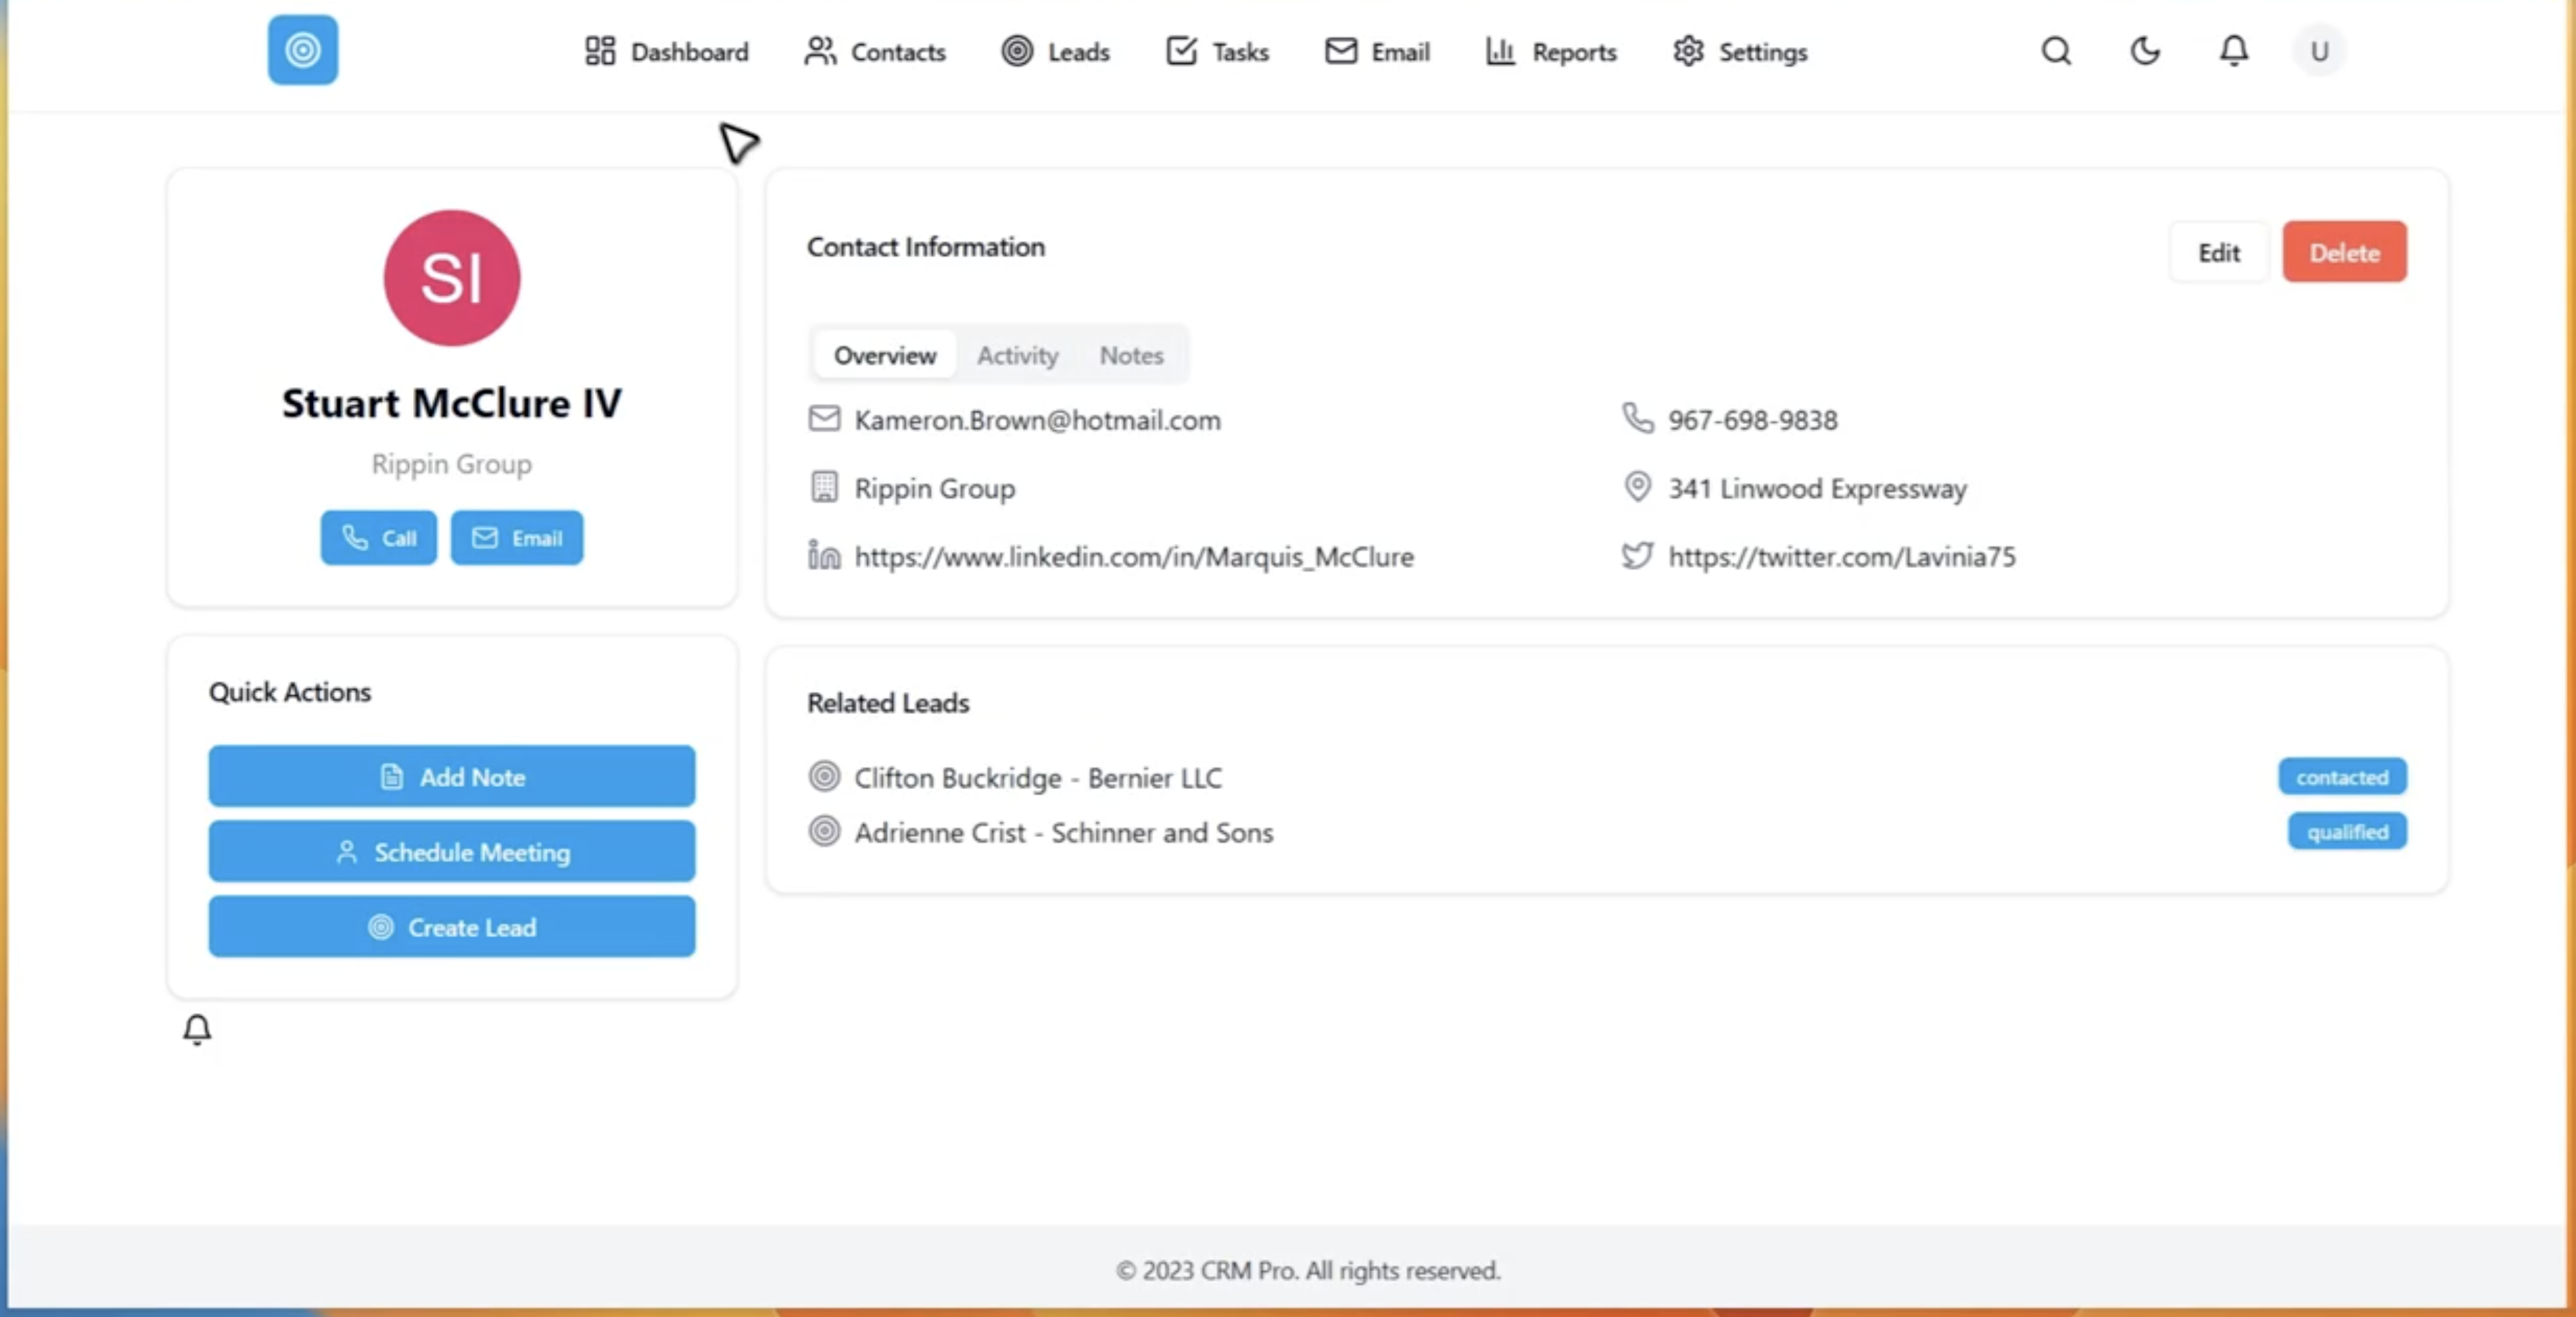 Dashboard Contacts Leads Tasks Email Reports Settings U
SI
Stuart McClure IV
Rippin Group
Call Email
Quick Actions
Add Note
Schedule Meeting
Create Lead
Contact Information
Edit Delete
Overview Activity Notes
Kameron.Brown@hotmail.com 967-698-9838
Rippin Group 341 Linwood Expressway
https://www.linkedin.com/in/Marquis_McClure https://twitter.com/Lavinia75
Related Leads
Clifton Buckridge - Bernier LLC contacted
Adrienne Crist - Schinner and Sons qualified
© 2023 CRM Pro. All rights reserved.